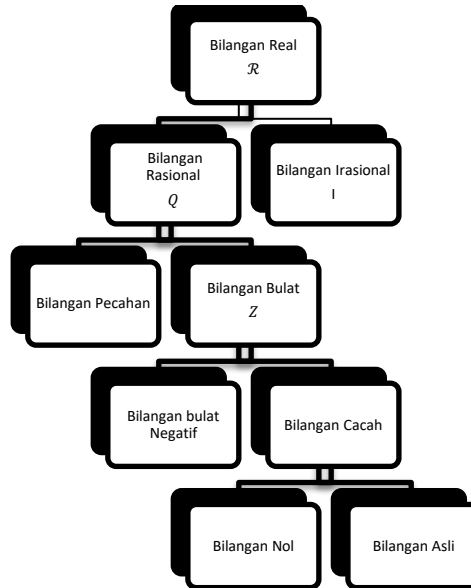 Bilangan Real
ℛ
Bilangan
Rasional
Q
Bilangan Irasional
I
Bilangan Pecahan
Bilangan Bulat
Z
Bilangan bulat
Negatif
Bilangan Cacah
Bilangan Nol
Bilangan Asli